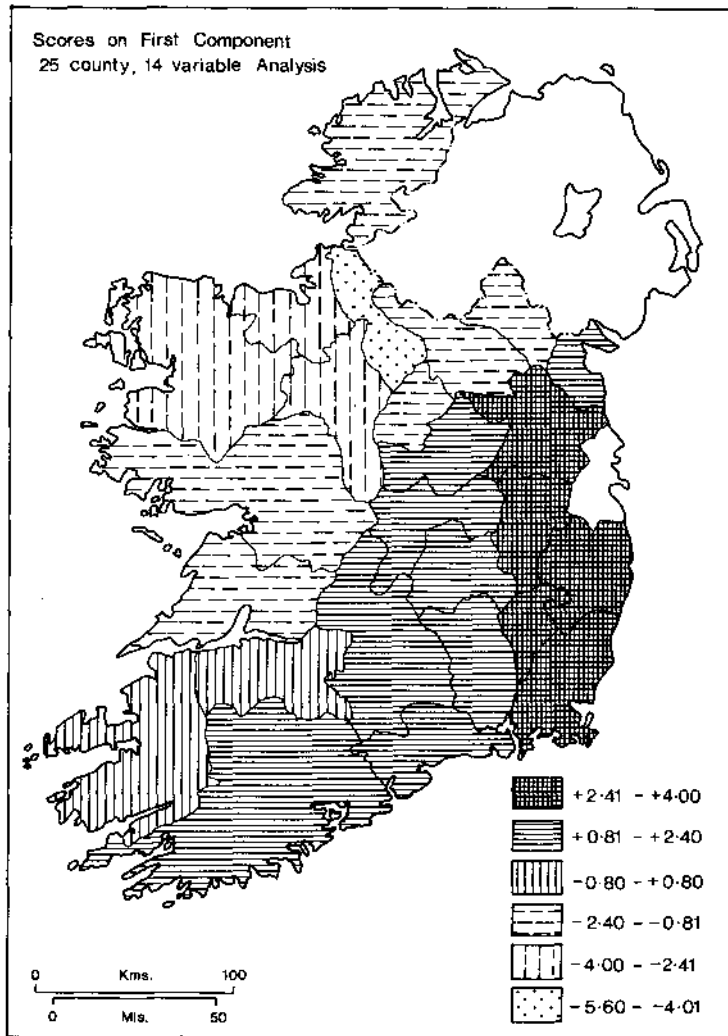 Scores on First Component
25 county, 14 variable Analysis
+2·41 – +4·00
+0·81 – +2·40
-0·80 – +0·80
-2·40 – -0·81
-4·00 – -2·41
-5·60 – -4·01
0 Kms. 100
0 Mls. 50